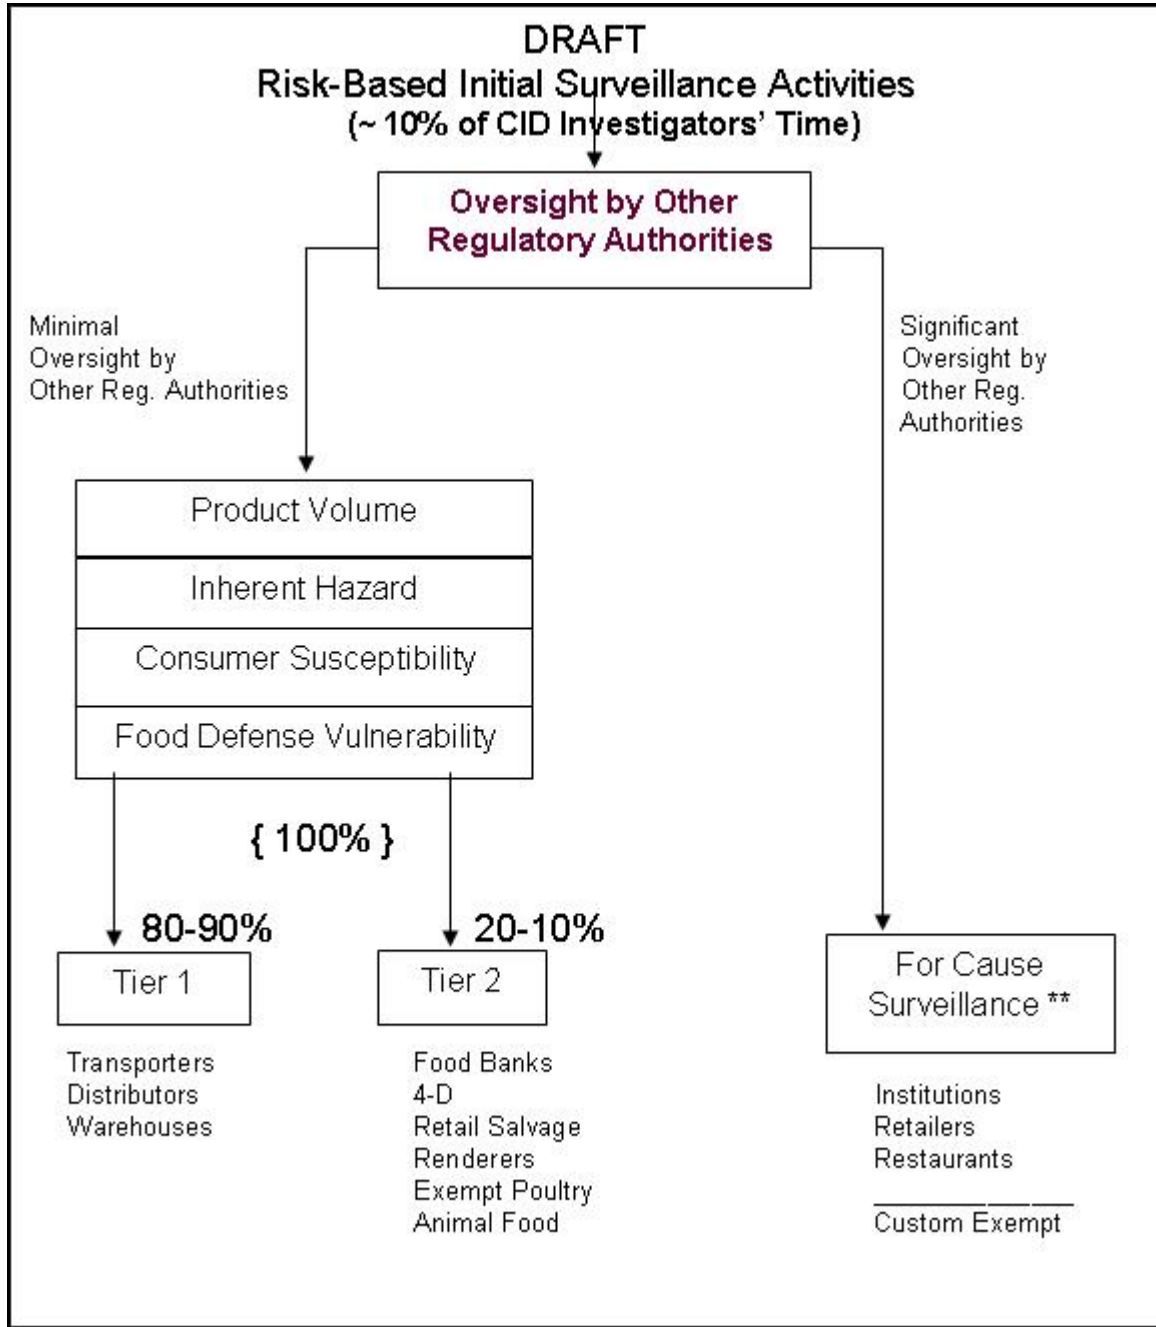 DRAFT
Risk-Based Initial Surveillance Activities
(~ 10% of CID Investigators' Time)
Oversight by Other
Regulatory Authorities
Minimal
Oversight by
Other Reg. Authorities
Significant
Oversight by
Other Reg.
Authorities
Product Volume
Inherent Hazard
Consumer Susceptibility
Food Defense Vulnerability
{ 100% }
80-90%
20-10%
Tier 1
Tier 2
For Cause
Surveillance **
Transporters
Distributors
Warehouses
Food Banks
4-D
Retail Salvage
Renderers
Exempt Poultry
Animal Food
Institutions
Retailers
Restaurants
Custom Exempt